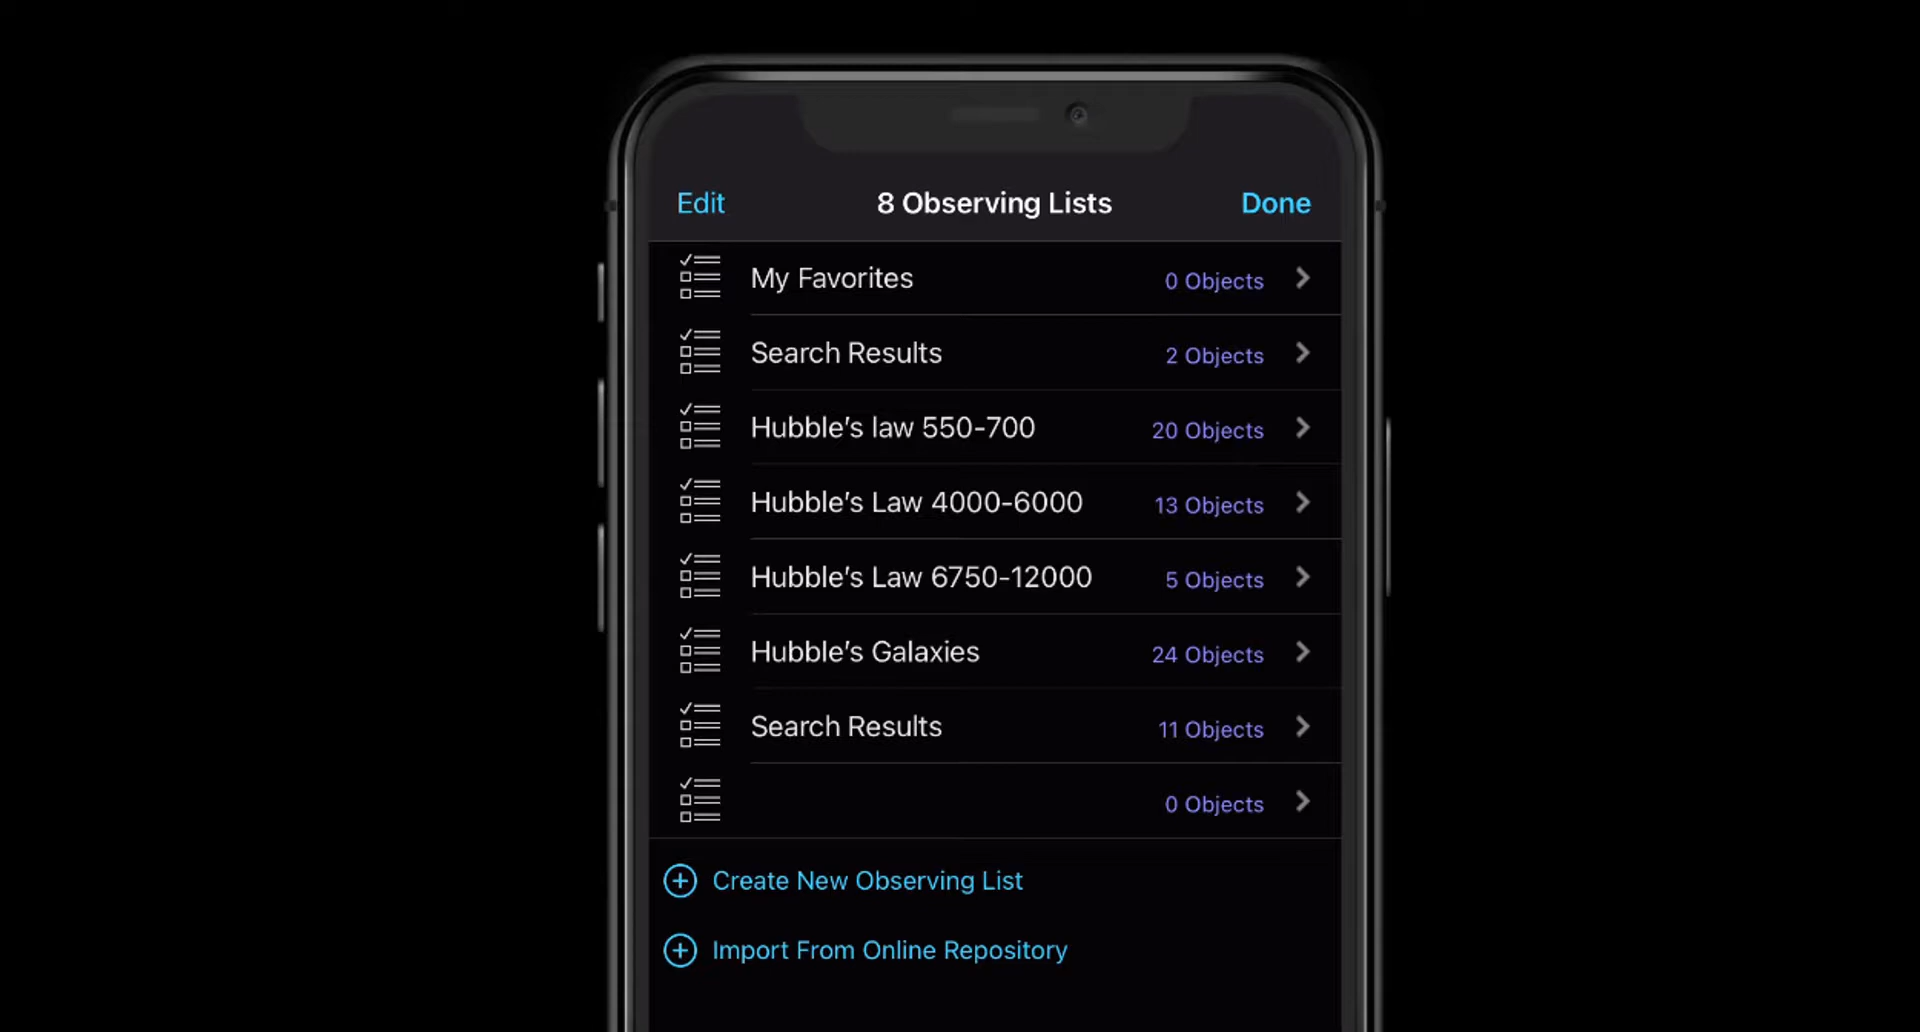 Edit 8 Observing Lists Done
My Favorites 0 Objects
Search Results 2 Objects
Hubble's law 550-700 20 Objects
Hubble's Law 4000-6000 13 Objects
Hubble's Law 6750-12000 5 Objects
Hubble's Galaxies 24 Objects
Search Results 11 Objects
0 Objects
Create New Observing List
Import From Online Repository